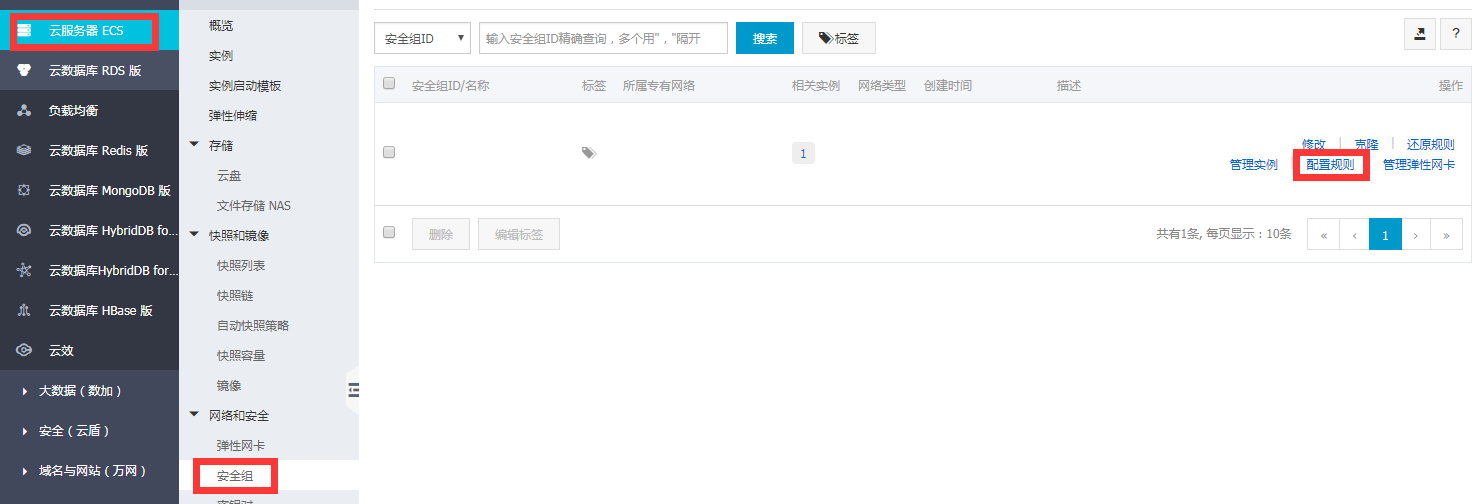 云服务器 ECS
云数据库 RDS 版
负载均衡
云数据库 Redis 版
云数据库 MongoDB 版
云数据库 HybridDB fo...
云数据库HybridDB for...
云数据库 HBase 版
云效
大数据（数加）
安全（云盾）
域名与网站（万网）
概览
实例
实例启动模板
弹性伸缩
存储
云盘
文件存储 NAS
快照和镜像
快照列表
快照链
自动快照策略
快照容量
镜像
网络和安全
弹性网卡
安全组
密钥对
安全组ID 输入安全组ID精确查询，多个用"，"隔开 搜索 标签 ?
安全组ID/名称 标签 所属专有网络 相关实例 网络类型 创建时间 描述 操作
1
修改 克隆 还原规则
管理实例 配置规则 管理弹性网卡
删除 编辑标签 共有1条, 每页显示：10条 « ‹ 1 › »